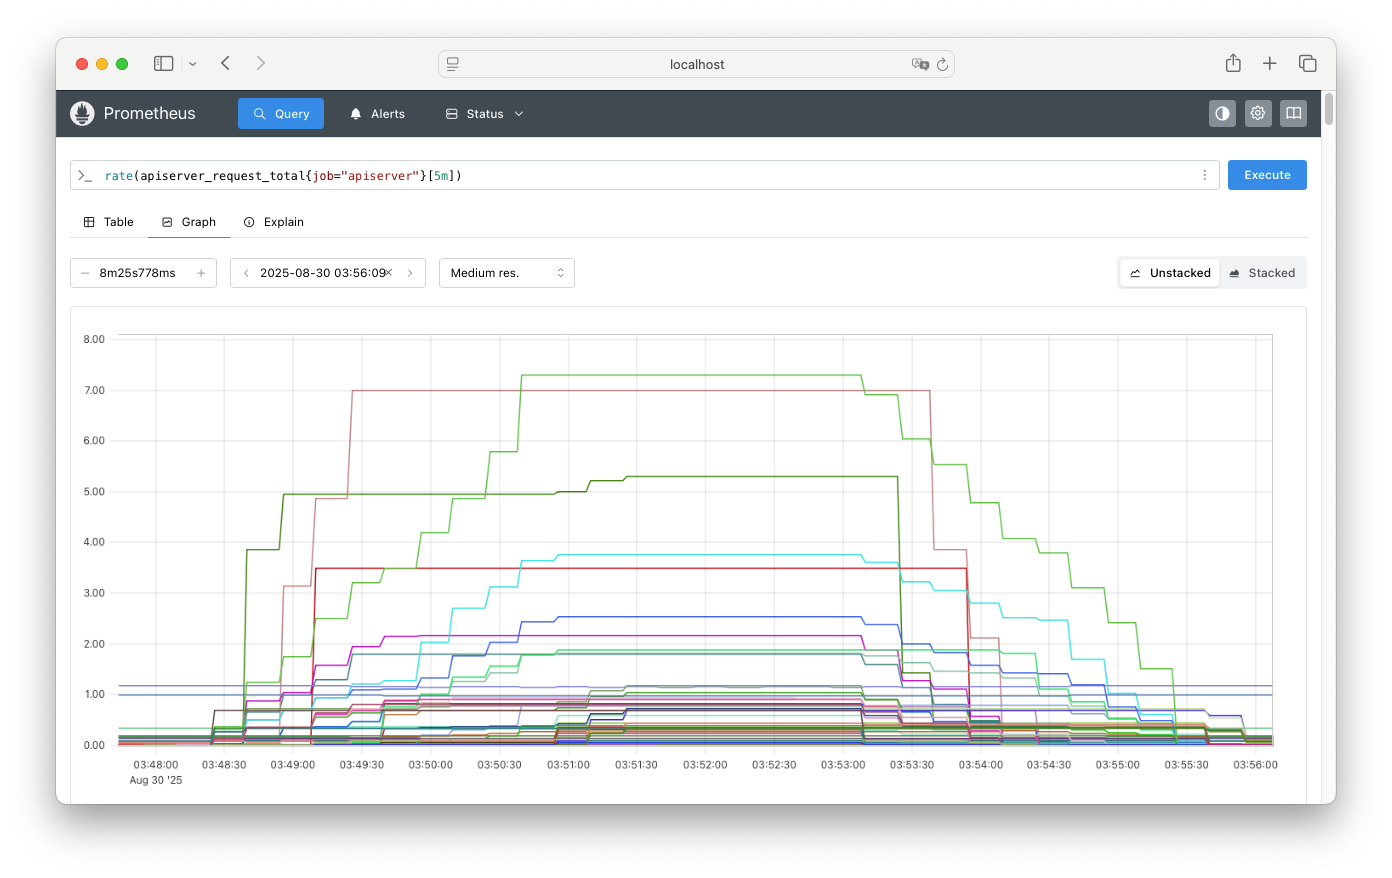 localhost
Prometheus Query Alerts Status
rate(apiserver_request_total{job="apiserver"}[5m])
Execute
Table Graph Explain
8m25s778ms
2025-08-30 03:56:09
Medium res.
Unstacked Stacked
8.00
7.00
6.00
5.00
4.00
3.00
2.00
1.00
0.00
03:48:00 03:48:30 03:49:00 03:49:30 03:50:00 03:50:30 03:51:00 03:51:30 03:52:00 03:52:30 03:53:00 03:53:30 03:54:00 03:54:30 03:55:00 03:55:30 03:56:00
Aug 30 '25